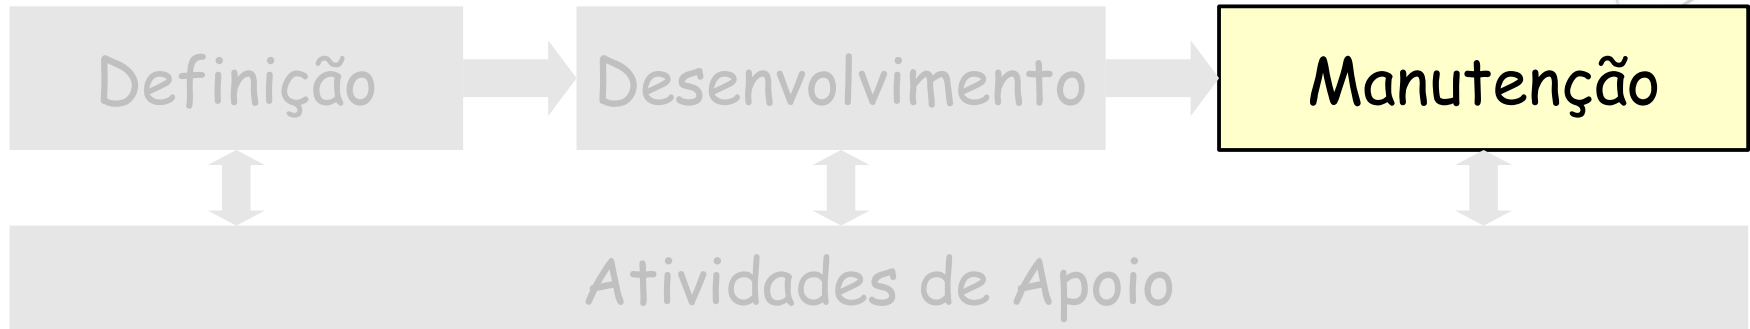 Definição
Desenvolvimento
Manutenção
Atividades de Apoio